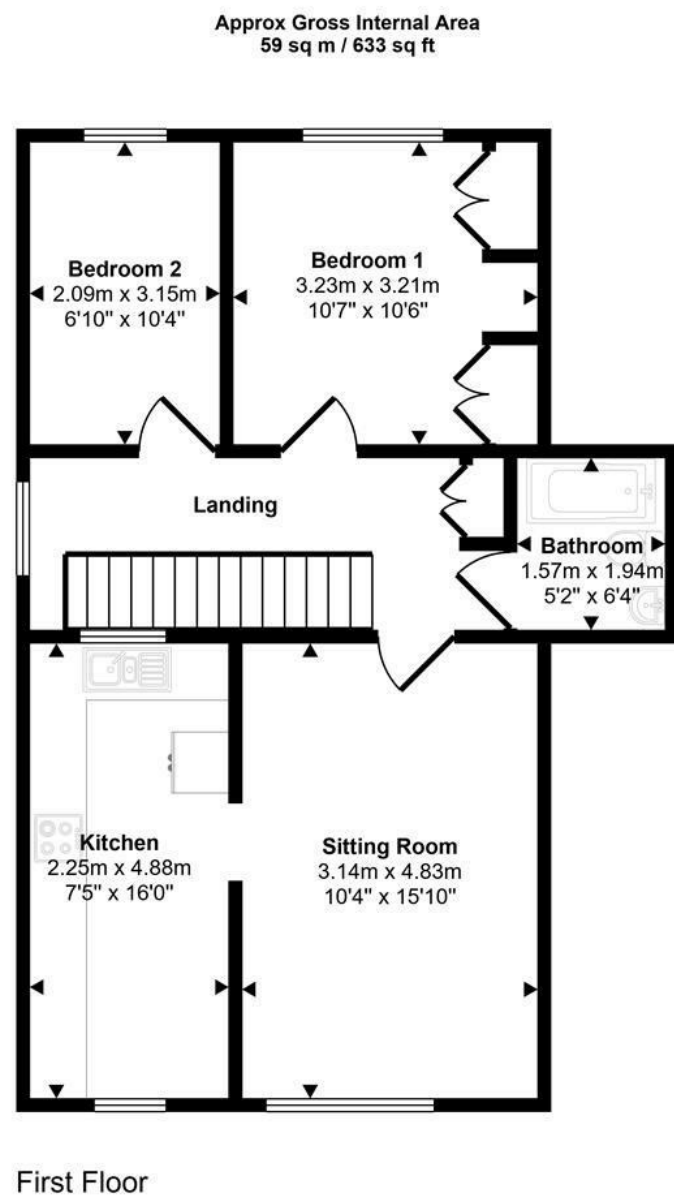 Approx Gross Internal Area
59 sq m / 633 sq ft
Bedroom 2
2.09m x 3.15m
6'10" x 10'4"
Bedroom 1
3.23m x 3.21m
10'7" x 10'6"
Landing
Bathroom
1.57m x 1.94m
5'2" x 6'4"
Kitchen
2.25m x 4.88m
7'5" x 16'0"
Sitting Room
3.14m x 4.83m
10'4" x 15'10"
First Floor